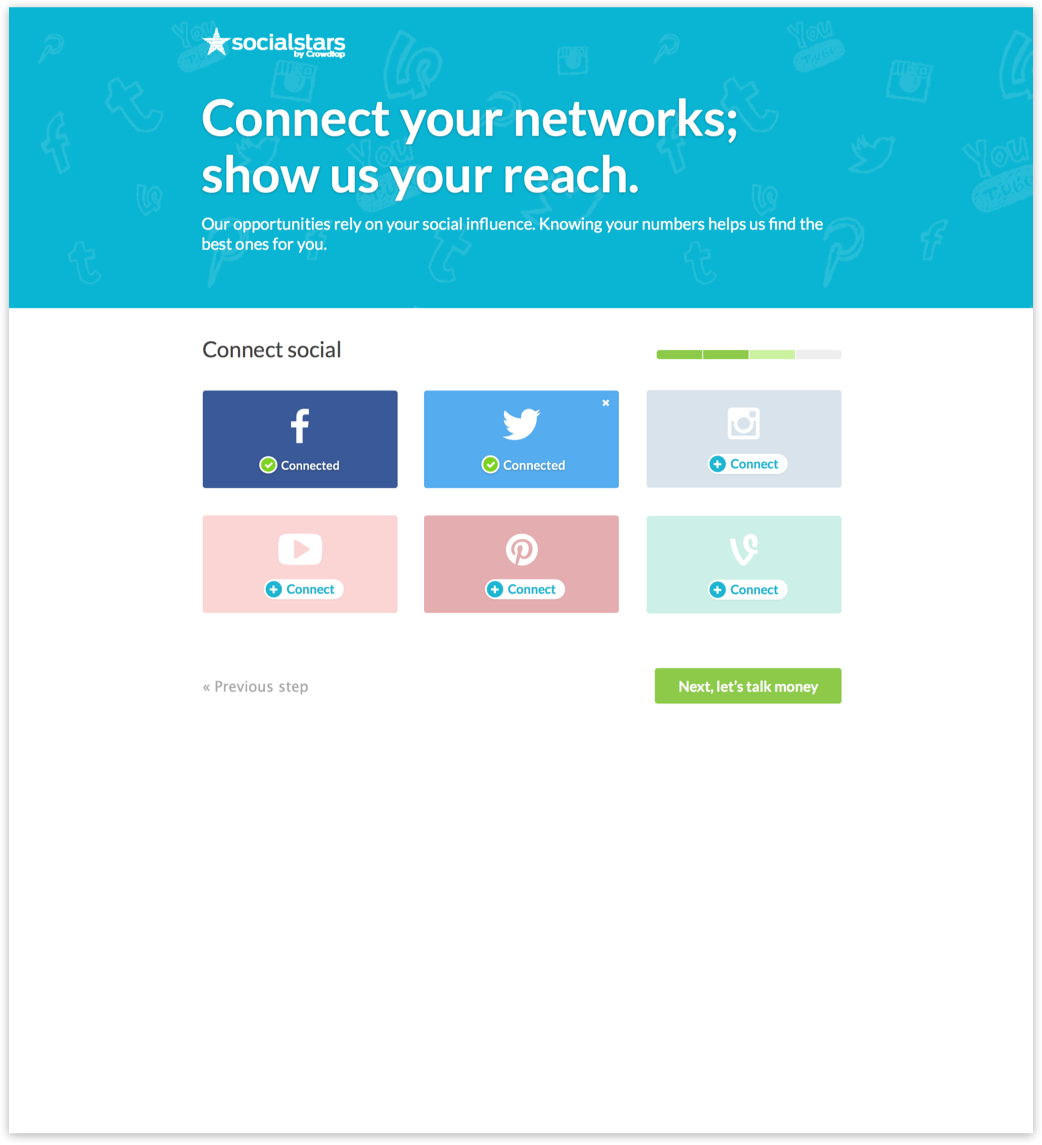 socialstars
by Crowdtap
Connect your networks;
show us your reach.
Our opportunities rely on your social influence. Knowing your numbers helps us find the
best ones for you.
Connect social
Connected
Connected
Connect
Connect
Connect
Connect
« Previous step
Next, let's talk money